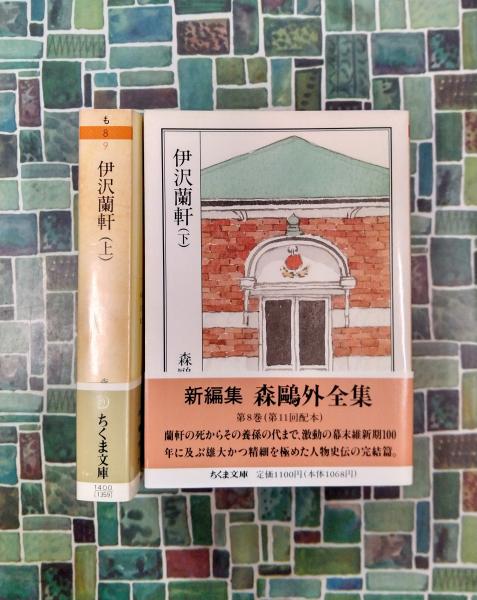 も
8
9
伊沢蘭軒(上)
ちくま文庫
1400
(1359)
伊沢蘭軒(下)
森鷗
新編集 森鷗外全集
第8巻(第11回配本)
蘭軒の死からその養孫の代まで、激動の幕末維新期100
年に及ぶ雄大かつ精細を極めた人物史伝の完結篇。
ちくま文庫 定価1100円(本体1068円)